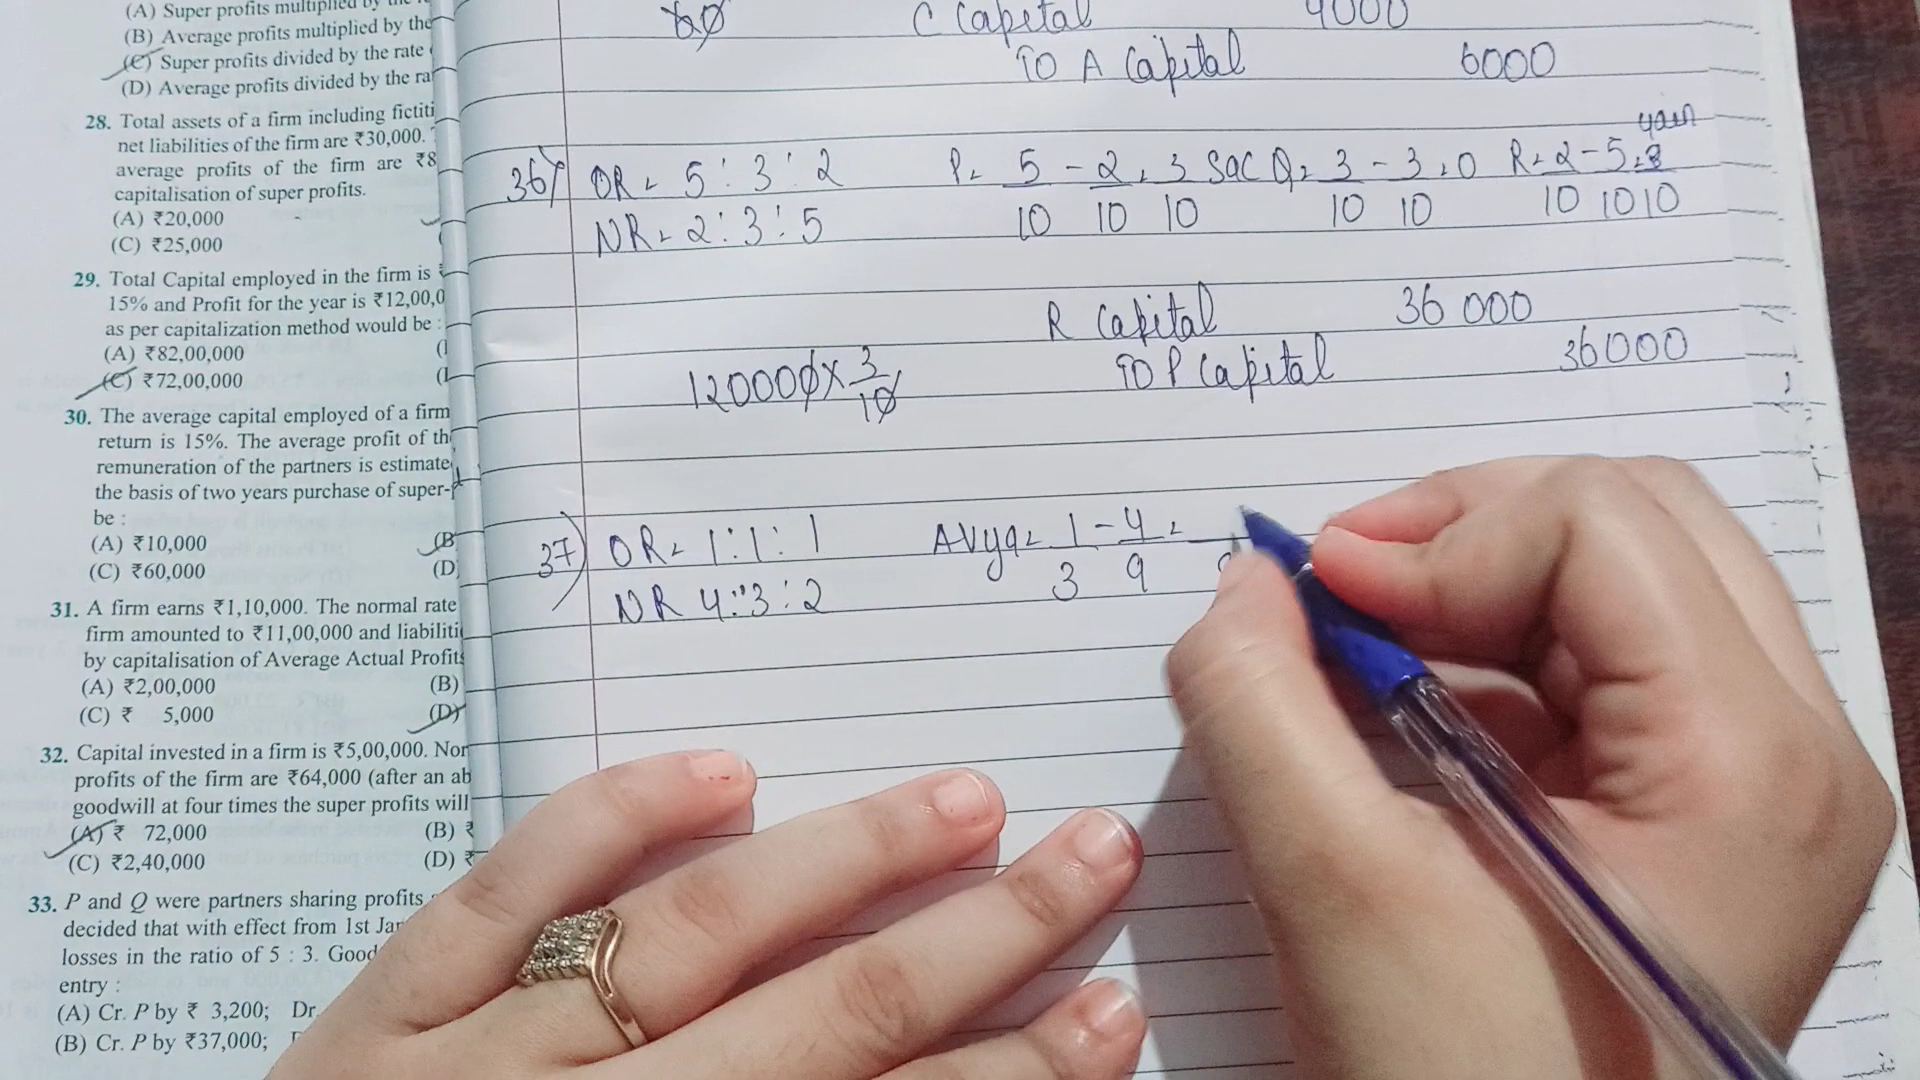 (A) Super profits multiplied by the
(B) Average profits multiplied by the
(C) Super profits divided by the rate
(D) Average profits divided by the ra
28. Total assets of a firm including fictiti
net liabilities of the firm are ₹30,000.
average profits of the firm are ₹8
capitalisation of super profits.
(A) ₹20,000
(C) ₹25,000
29. Total Capital employed in the firm is ₹
15% and Profit for the year is ₹12,00,0
as per capitalization method would be :
(A) ₹82,00,000
(C) ₹72,00,000
30. The average capital employed of a firm
return is 15%. The average profit of th
remuneration of the partners is estimate
the basis of two years purchase of super-p
be :
(A) ₹10,000 (B
(C) ₹60,000 (D)
31. A firm earns ₹1,10,000. The normal rate
firm amounted to ₹11,00,000 and liabiliti
by capitalisation of Average Actual Profits
(A) ₹2,00,000 (B)
(C) ₹ 5,000 (D)
32. Capital invested in a firm is ₹5,00,000. Nor
profits of the firm are ₹64,000 (after an ab
goodwill at four times the super profits will
(A) ₹ 72,000 (B) ₹
(C) ₹2,40,000 (D) ₹
33. P and Q were partners sharing profits
decided that with effect from 1st Jan
losses in the ratio of 5 : 3. Good
entry :
(A) Cr. P by ₹ 3,200; Dr.
(B) Cr. P by ₹37,000;
C Capital 4000
To A Capital 6000
36) OR = 5 : 3 : 2 P = 5/10 - 2/10 = 3/10 Sac Q = 3/10 - 3/10 = 0 R = 2/10 - 5/10 = 3/10 gain
NR = 2 : 3 : 5
R Capital 36 000
To P Capital 36000
120000 x 3/10
37) OR = 1 : 1 : 1 Avya = 1/3 - 4/9 =
NR 4 : 3 : 2